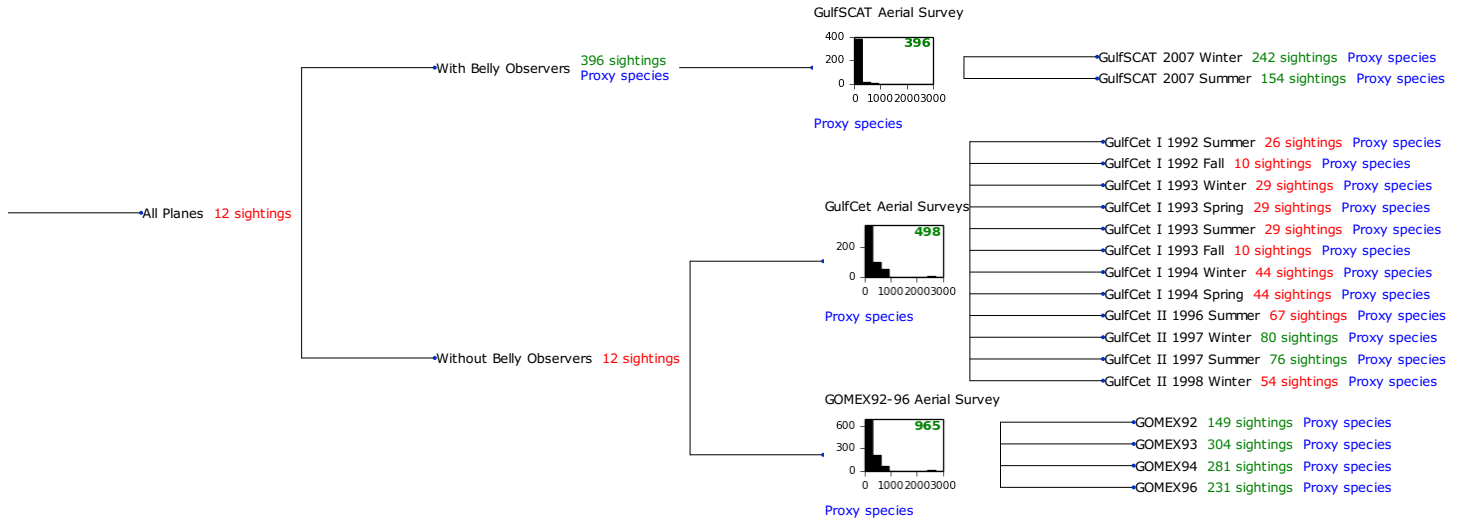 GulfSCAT Aerial Survey
400
200
0
396
0 1000 2000 3000
Proxy species
With Belly Observers 396 sightings
Proxy species
GulfSCAT 2007 Winter 242 sightings Proxy species
GulfSCAT 2007 Summer 154 sightings Proxy species
All Planes 12 sightings
Without Belly Observers 12 sightings
GulfCet Aerial Surveys
200
0
498
0 1000 2000 3000
Proxy species
GulfCet I 1992 Summer 26 sightings Proxy species
GulfCet I 1992 Fall 10 sightings Proxy species
GulfCet I 1993 Winter 29 sightings Proxy species
GulfCet I 1993 Spring 29 sightings Proxy species
GulfCet I 1993 Summer 29 sightings Proxy species
GulfCet I 1993 Fall 10 sightings Proxy species
GulfCet I 1994 Winter 44 sightings Proxy species
GulfCet I 1994 Spring 44 sightings Proxy species
GulfCet II 1996 Summer 67 sightings Proxy species
GulfCet II 1997 Winter 80 sightings Proxy species
GulfCet II 1997 Summer 76 sightings Proxy species
GulfCet II 1998 Winter 54 sightings Proxy species
GOMEX92-96 Aerial Survey
600
300
0
965
0 1000 2000 3000
Proxy species
GOMEX92 149 sightings Proxy species
GOMEX93 304 sightings Proxy species
GOMEX94 281 sightings Proxy species
GOMEX96 231 sightings Proxy species